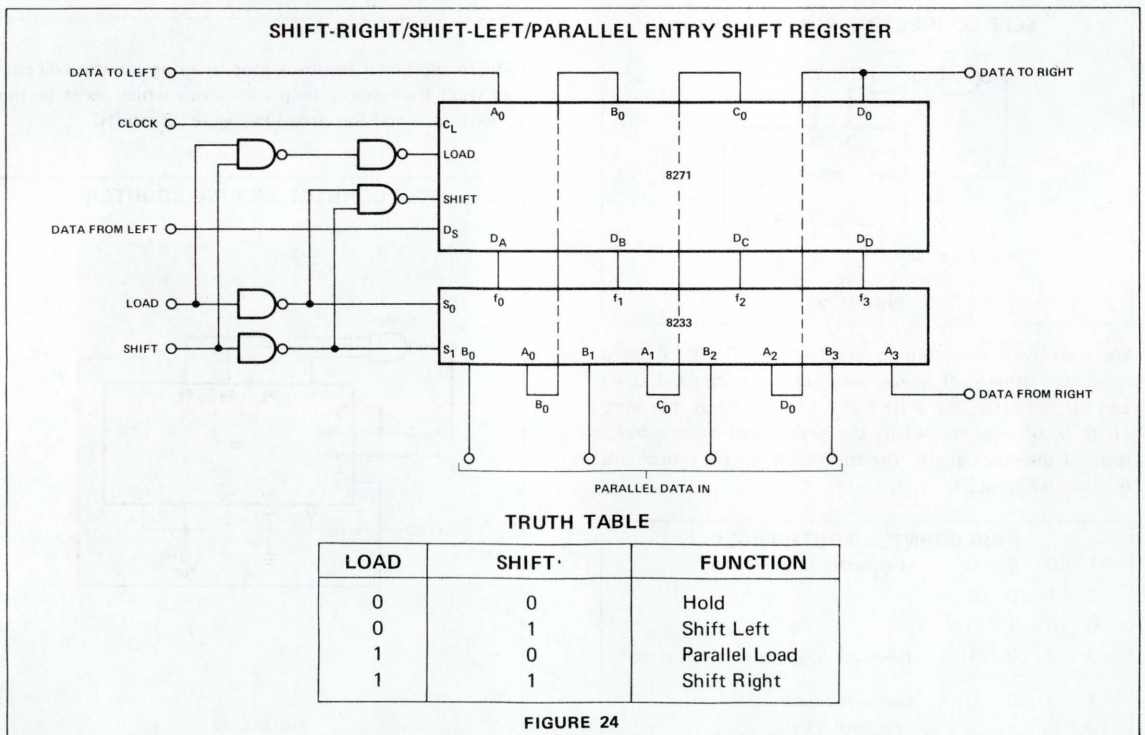 SHIFT-RIGHT/SHIFT-LEFT/PARALLEL ENTRY SHIFT REGISTER
DATA TO LEFT
DATA TO RIGHT
A0 B0 C0 D0
CLOCK
CL
LOAD
8271
SHIFT
DATA FROM LEFT
DS
DA DB DC DD
LOAD
S0
f0 f1 f2 f3
8233
SHIFT
S1 B0 A0 B1 A1 B2 A2 B3 A3
B0 C0 D0
DATA FROM RIGHT
PARALLEL DATA IN
TRUTH TABLE
LOAD SHIFT FUNCTION
0 0 Hold
0 1 Shift Left
1 0 Parallel Load
1 1 Shift Right
FIGURE 24